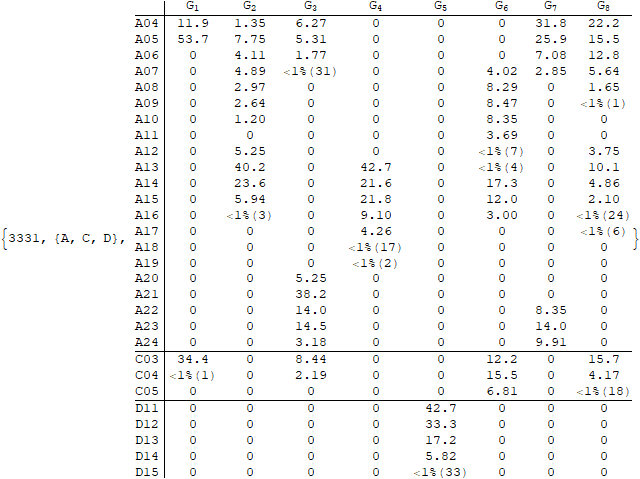 G1 G2 G3 G4 G5 G6 G7 G8
A04 11.9 1.35 6.27 0 0 0 31.8 22.2
A05 53.7 7.75 5.31 0 0 0 25.9 15.5
A06 0 4.11 1.77 0 0 0 7.08 12.8
A07 0 4.89 <1%(31) 0 0 4.02 2.85 5.64
A08 0 2.97 0 0 0 8.29 0 1.65
A09 0 2.64 0 0 0 8.47 0 <1%(1)
A10 0 1.20 0 0 0 8.35 0 0
A11 0 0 0 0 0 3.69 0 0
A12 0 5.25 0 0 0 <1%(7) 0 3.75
A13 0 40.2 0 42.7 0 <1%(4) 0 10.1
A14 0 23.6 0 21.6 0 17.3 0 4.86
A15 0 5.94 0 21.8 0 12.0 0 2.10
A16 0 <1%(3) 0 9.10 0 3.00 0 <1%(24)
{3331, {A, C, D}, A17 0 0 0 4.26 0 0 0 <1%(6) }
A18 0 0 0 <1%(17) 0 0 0 0
A19 0 0 0 <1%(2) 0 0 0 0
A20 0 0 5.25 0 0 0 0 0
A21 0 0 38.2 0 0 0 0 0
A22 0 0 14.0 0 0 0 8.35 0
A23 0 0 14.5 0 0 0 14.0 0
A24 0 0 3.18 0 0 0 9.91 0
C03 34.4 0 8.44 0 0 12.2 0 15.7
C04 <1%(1) 0 2.19 0 0 15.5 0 4.17
C05 0 0 0 0 0 6.81 0 <1%(18)
D11 0 0 0 0 42.7 0 0 0
D12 0 0 0 0 33.3 0 0 0
D13 0 0 0 0 17.2 0 0 0
D14 0 0 0 0 5.82 0 0 0
D15 0 0 0 0 <1%(33) 0 0 0